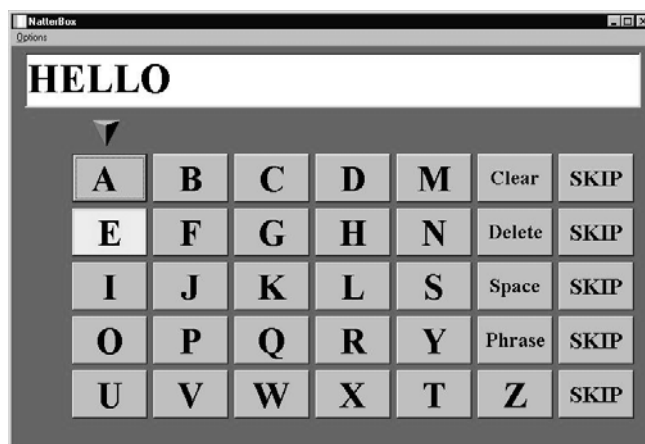 NatterBox
Options
HELLO
A B C D M Clear SKIP
E F G H N Delete SKIP
I J K L S Space SKIP
O P Q R Y Phrase SKIP
U V W X T Z SKIP